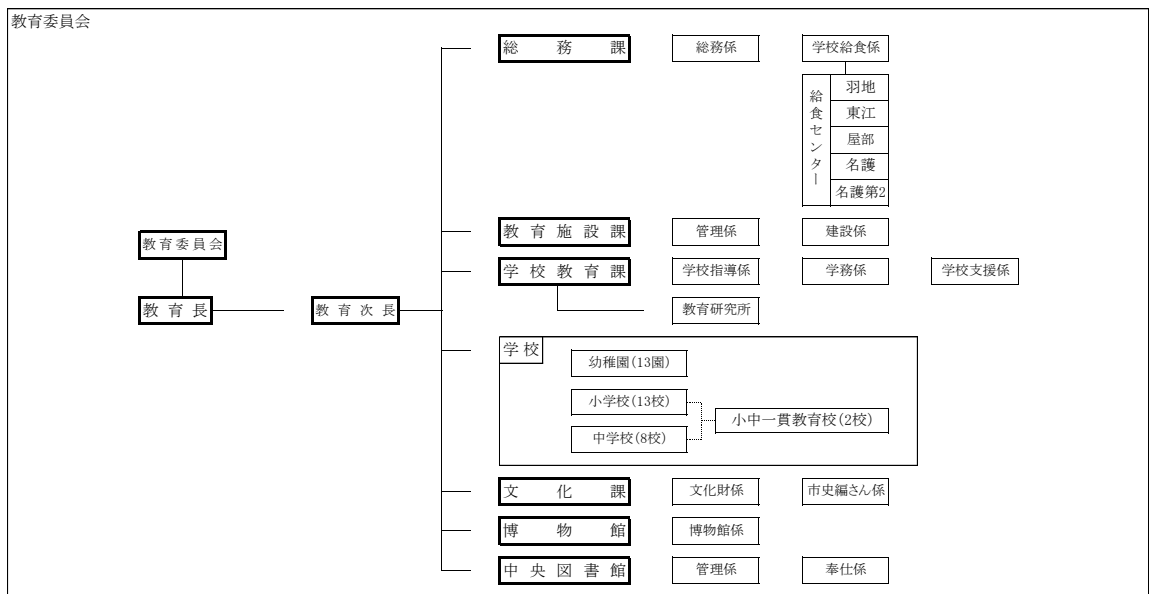 教育委員会
総務課 総務係 学校給食係
給食センター
羽地
東江
屋部
名護
名護第2
教育施設課 管理係 建設係
教育委員会
学校教育課 学校指導係 学務係 学校支援係
教育長 教育次長 教育研究所
学校
幼稚園(13園)
小学校(13校)
小中一貫教育校(2校)
中学校(8校)
文化課 文化財係 市史編さん係
博物館 博物館係
中央図書館 管理係 奉仕係